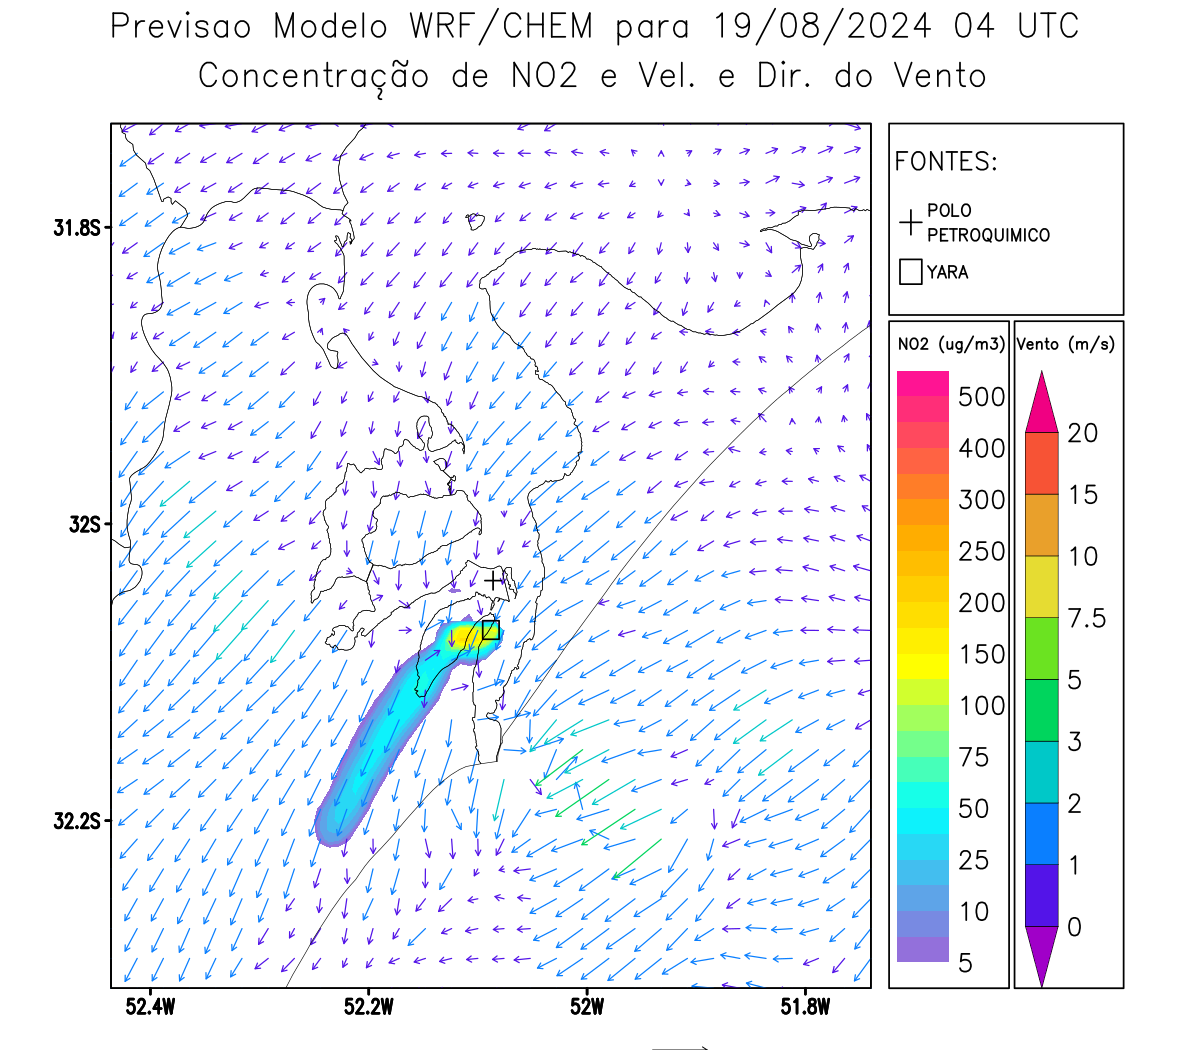 Previsao Modelo WRF/CHEM para 19/08/2024 04 UTC
Concentração de NO2 e Vel. e Dir. do Vento
FONTES:
POLO
PETROQUIMICO
YARA
NO2 (ug/m3)
500
400
300
250
200
150
100
75
50
25
10
5
Vento (m/s)
20
15
10
7.5
5
3
2
1
0
31.8S
32S
32.2S
52.4W
52.2W
52W
51.8W